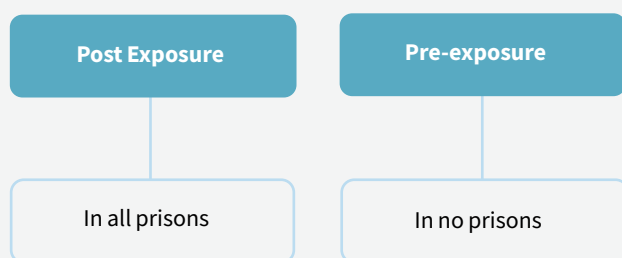 Post Exposure
Pre-exposure
In all prisons
In no prisons